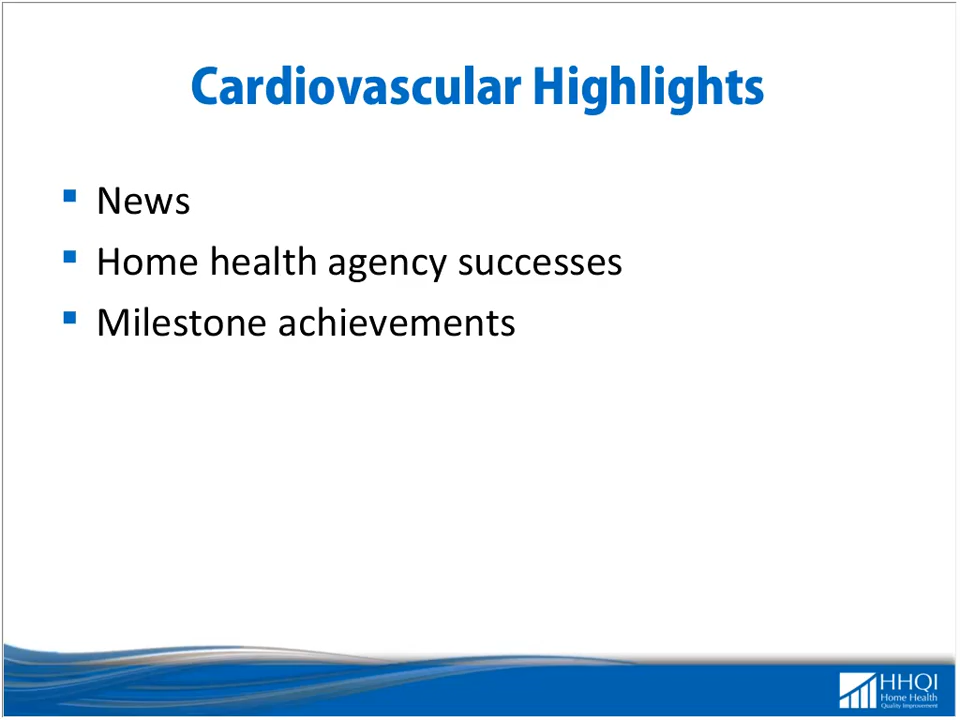 Cardiovascular Highlights
News
Home health agency successes
Milestone achievements
HHQI
Home Health
Quality Improvement